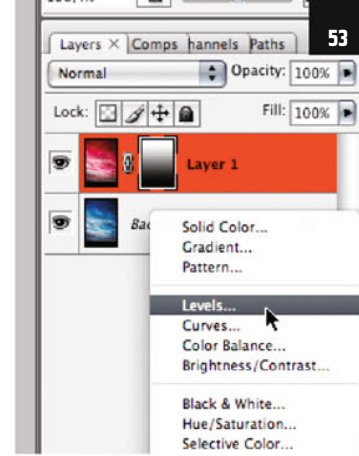 53
Layers × Comps hannels Paths
Normal Opacity: 100%
Lock: Fill: 100%
Layer 1
Solid Color...
Gradient...
Pattern...
Levels...
Curves...
Color Balance...
Brightness/Contrast...
Black & White...
Hue/Saturation...
Selective Color...